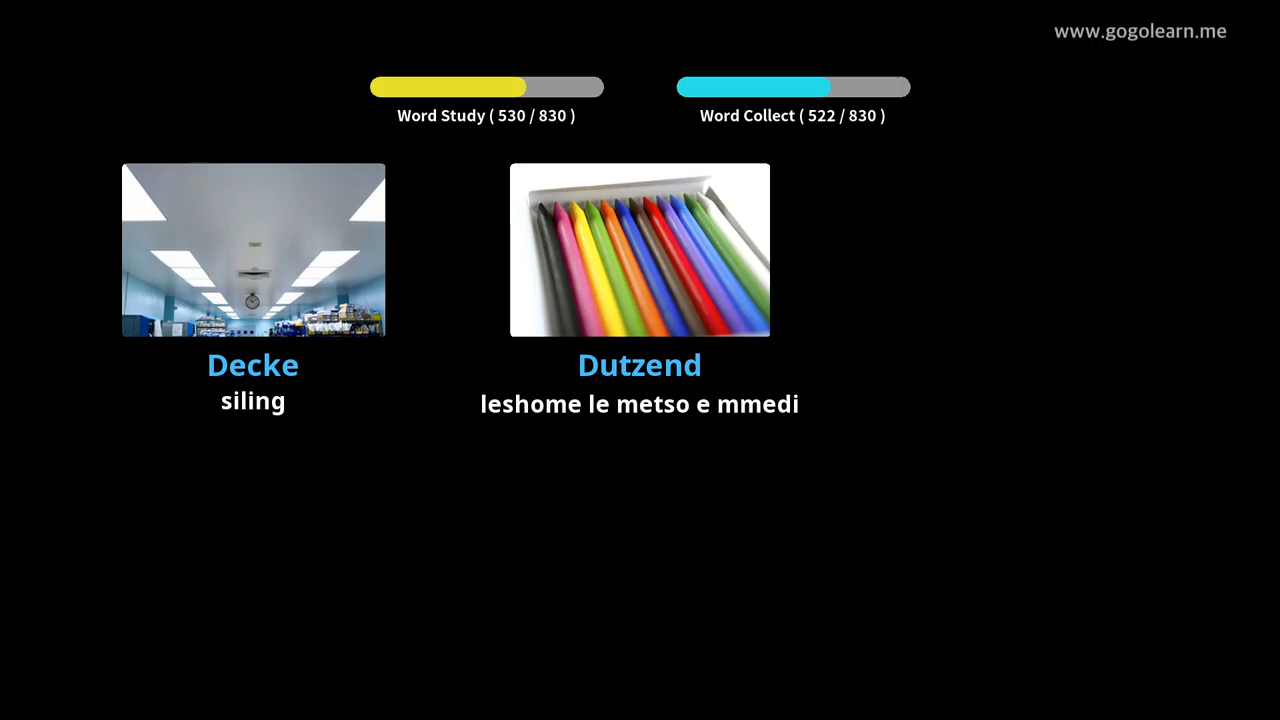 www.gogolearn.me
Word Study ( 530 / 830 )
Word Collect ( 522 / 830 )
Decke
siling
Dutzend
leshome le metso e mmedi